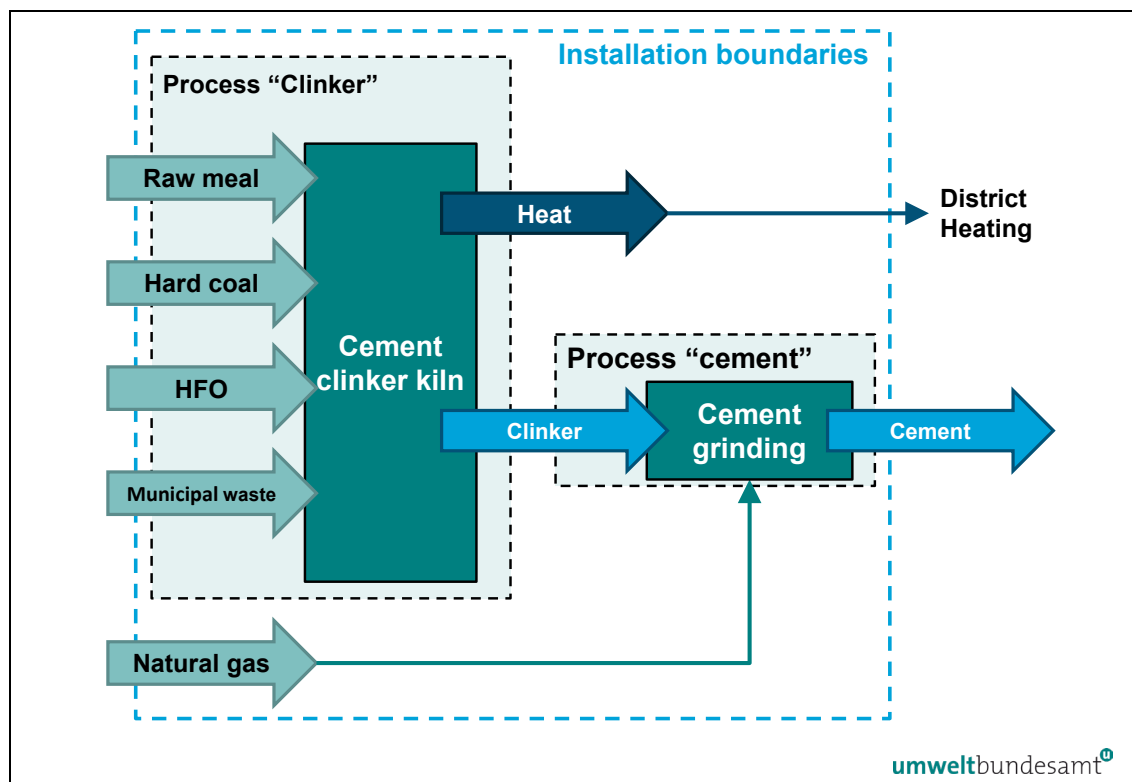 Installation boundaries
Process “Clinker”
Raw meal
Hard coal
HFO
Municipal waste
Natural gas
Cement
clinker kiln
Heat
District
Heating
Process “cement”
Clinker
Cement
grinding
Cement
umweltbundesamt u